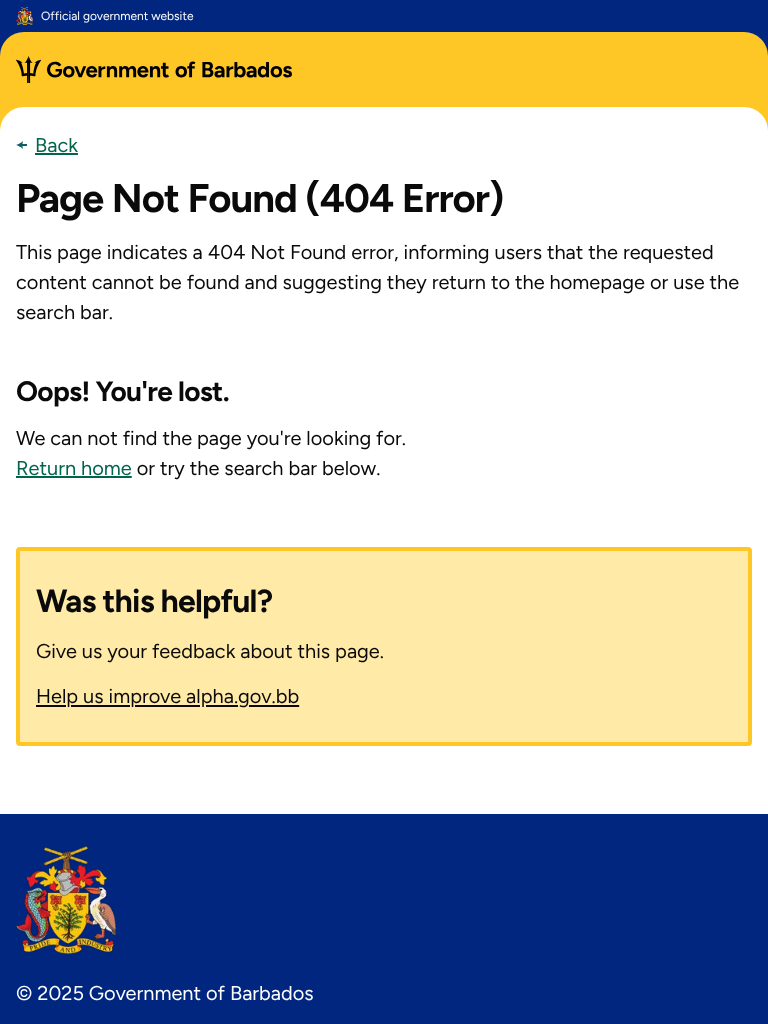 Official government website
Government of Barbados
Back
Page Not Found (404 Error)
This page indicates a 404 Not Found error, informing users that the requested
content cannot be found and suggesting they return to the homepage or use the
search bar.
Oops! You're lost.
We can not find the page you're looking for.
Return home or try the search bar below.
Was this helpful?
Give us your feedback about this page.
Help us improve alpha.gov.bb
PRIDE AND INDUSTRY
© 2025 Government of Barbados